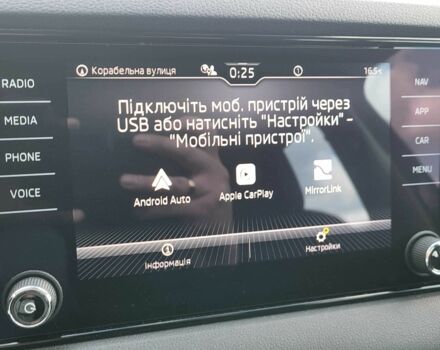 Корабельна вулиця
0:25
16.5
RADIO
MEDIA
PHONE
VOICE
NAV
APP
CAR
MENU
Підключіть моб. пристрій через
USB або натисніть "Настройки" –
"Мобільні пристрої".
Android Auto
Apple CarPlay
MirrorLink
Інформація
Настройки